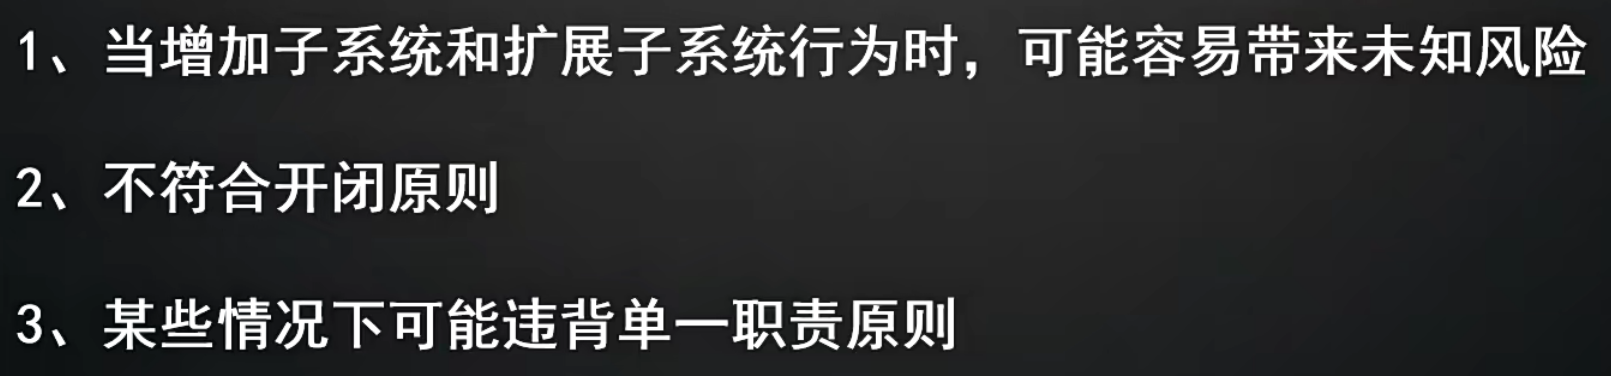 1、当增加子系统和扩展子系统行为时，可能容易带来未知风险
2、不符合开闭原则
3、某些情况下可能违背单一职责原则